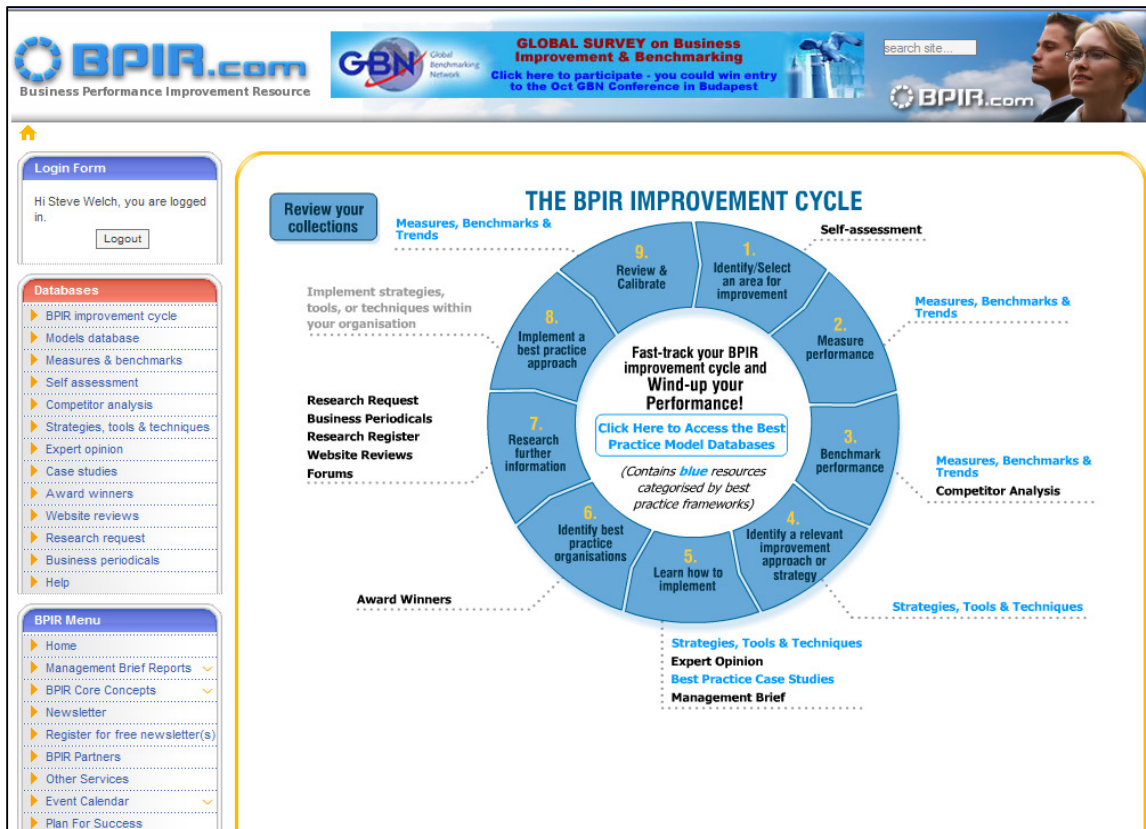 BPIR.com
Business Performance Improvement Resource
GBN
Global
Benchmarking
Network
GLOBAL SURVEY on Business
Improvement & Benchmarking
Click here to participate - you could win entry
to the Oct GBN Conference in Budapest
search site...
BPIR.com
Login Form
Hi Steve Welch, you are logged
in.
Logout
Databases
BPIR improvement cycle
Models database
Measures & benchmarks
Self assessment
Competitor analysis
Strategies, tools & techniques
Expert opinion
Case studies
Award winners
Website reviews
Research request
Business periodicals
Help
BPIR Menu
Home
Management Brief Reports
BPIR Core Concepts
Newsletter
Register for free newsletter(s)
BPIR Partners
Other Services
Event Calendar
Plan For Success
Review your
collections
THE BPIR IMPROVEMENT CYCLE
1.
Identify/Select
an area for
improvement
Self-assessment
2.
Measure
performance
Measures, Benchmarks &
Trends
3.
Benchmark
performance
Measures, Benchmarks &
Trends
Competitor Analysis
4.
Identify a relevant
improvement
approach or
strategy
Strategies, Tools & Techniques
5.
Learn how to
implement
Strategies, Tools & Techniques
Expert Opinion
Best Practice Case Studies
Management Brief
6.
Identify best
practice
organisations
Award Winners
7.
Research
further
information
Research Request
Business Periodicals
Research Register
Website Reviews
Forums
8.
Implement a
best practice
approach
Implement strategies,
tools, or techniques within
your organisation
9.
Review &
Calibrate
Measures, Benchmarks &
Trends
Fast-track your BPIR
improvement cycle and
Wind-up your
Performance!
Click Here to Access the Best
Practice Model Databases
(Contains blue resources
categorised by best
practice frameworks)